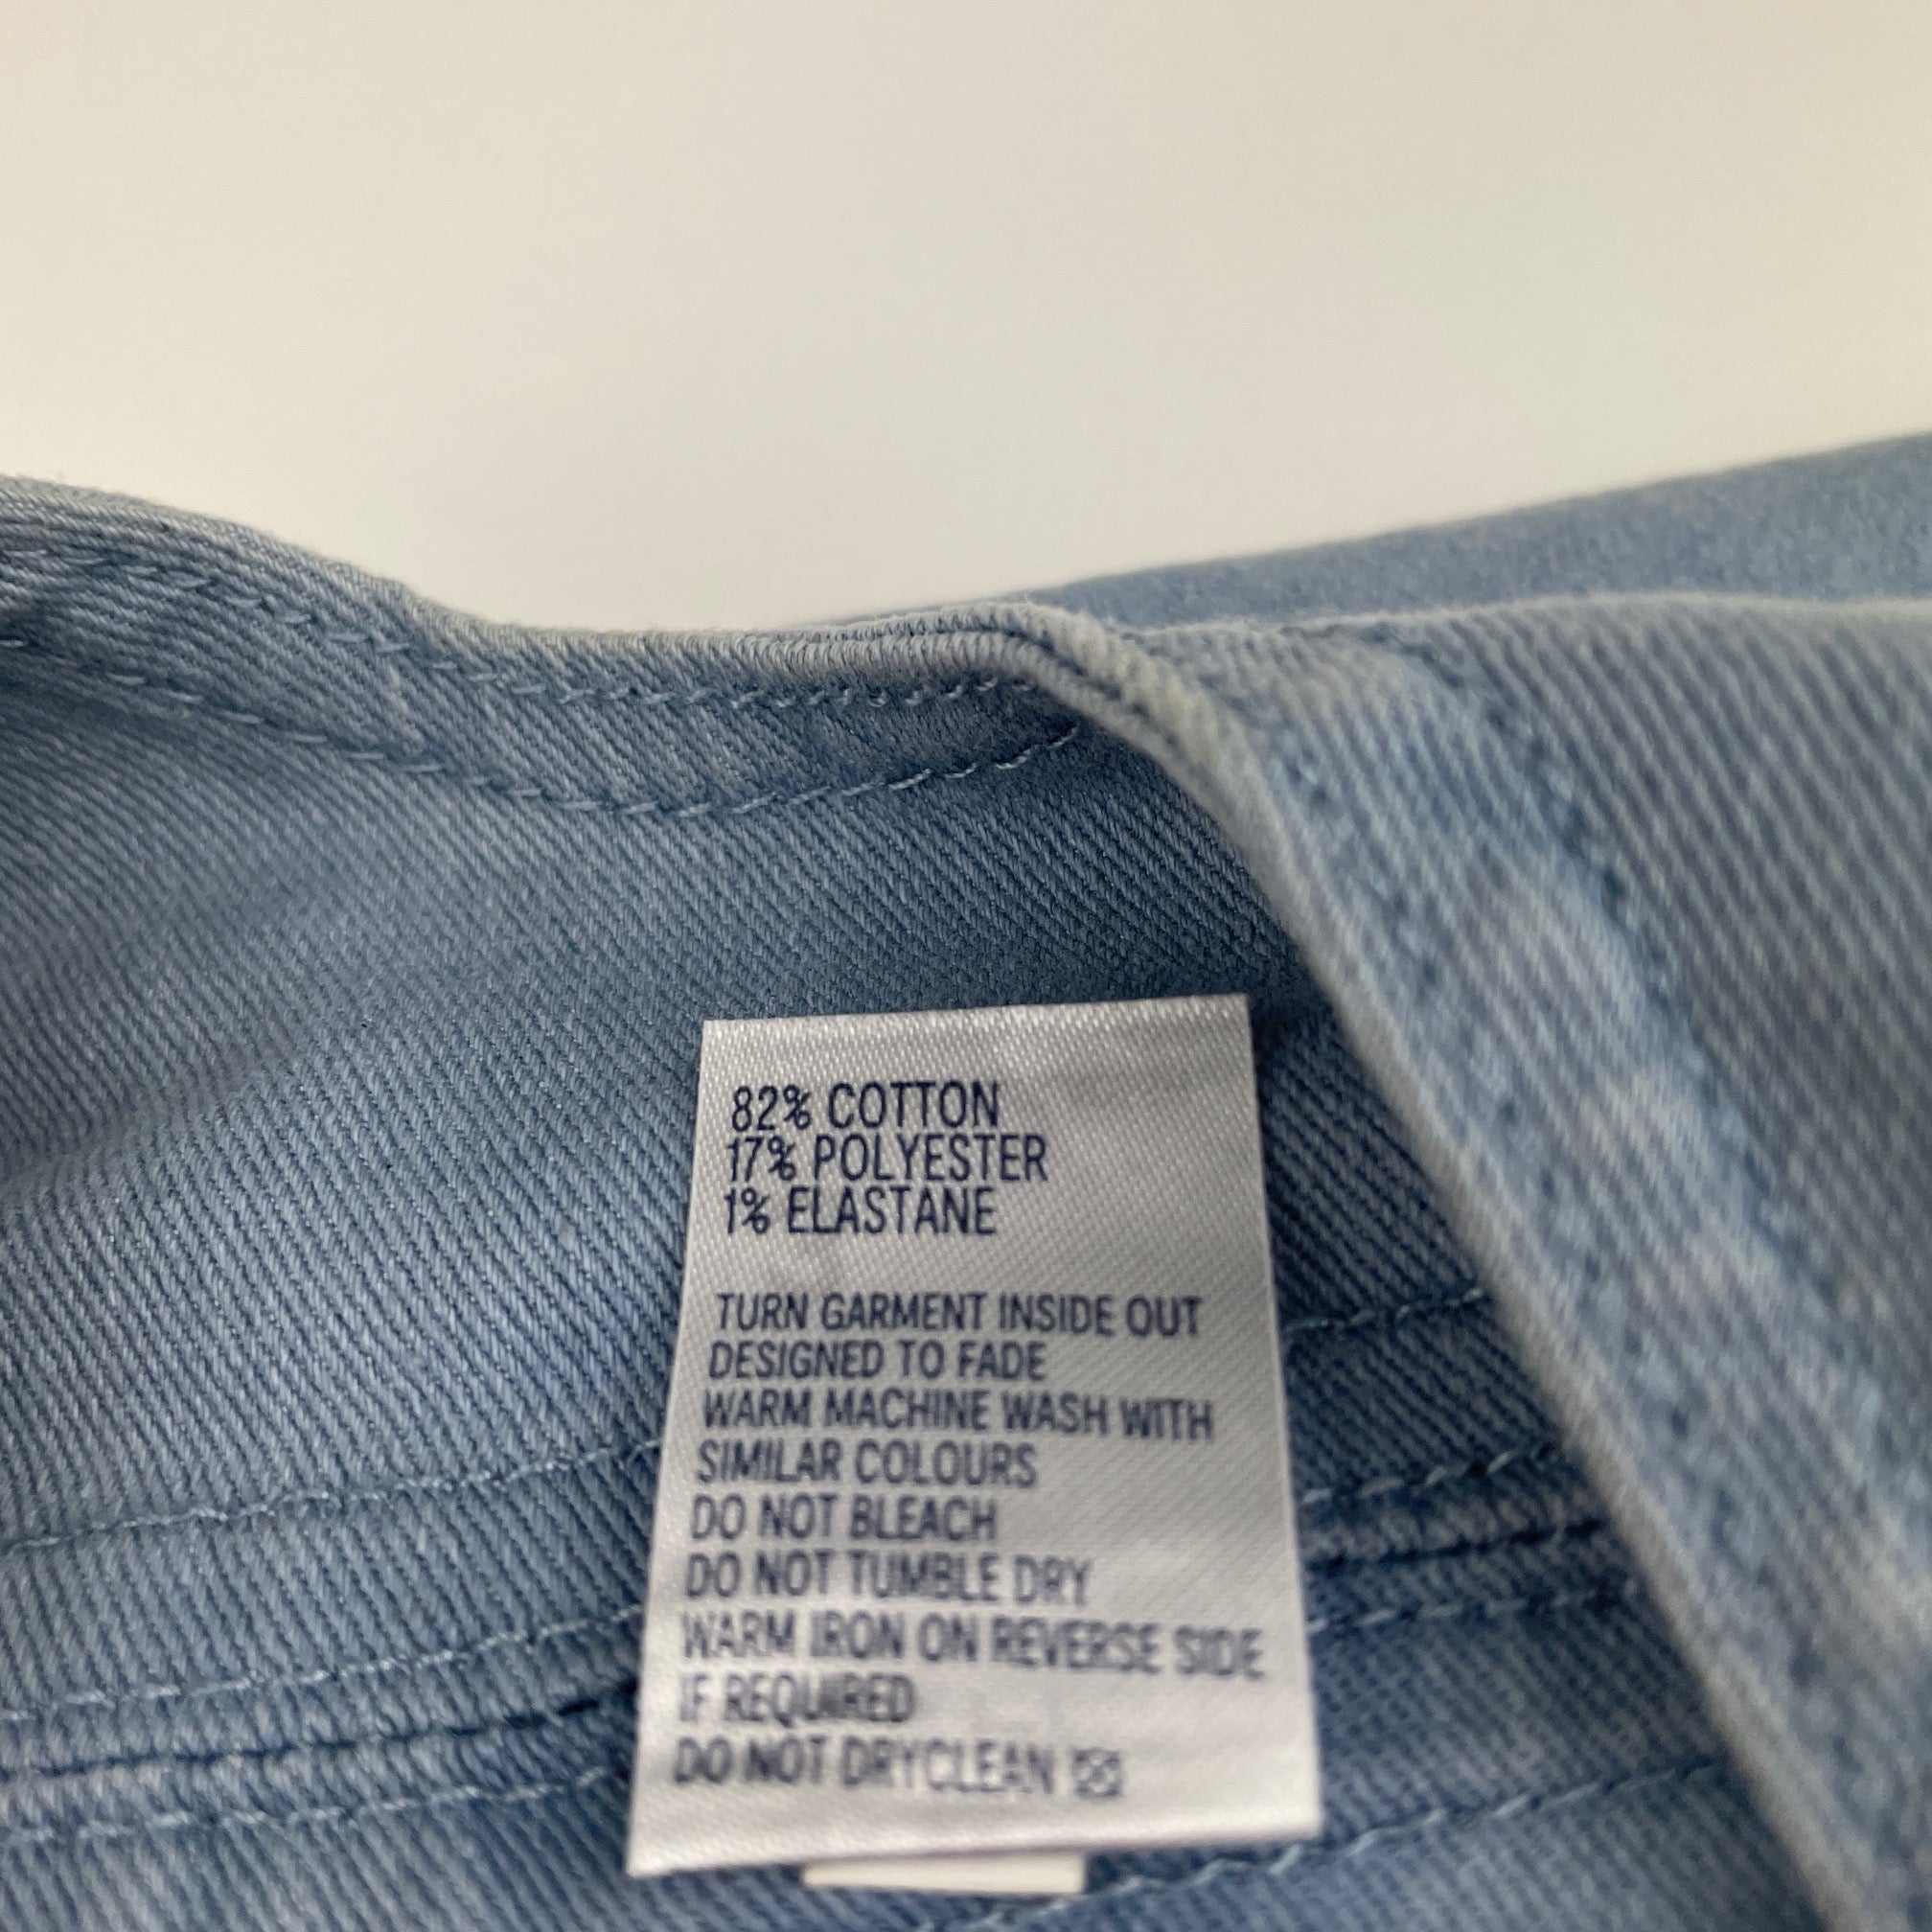 82% COTTON
17% POLYESTER
1% ELASTANE
TURN GARMENT INSIDE OUT
DESIGNED TO FADE
WARM MACHINE WASH WITH
SIMILAR COLOURS
DO NOT BLEACH
DO NOT TUMBLE DRY
WARM IRON ON REVERSE SIDE
IF REQUIRED
DO NOT DRYCLEAN